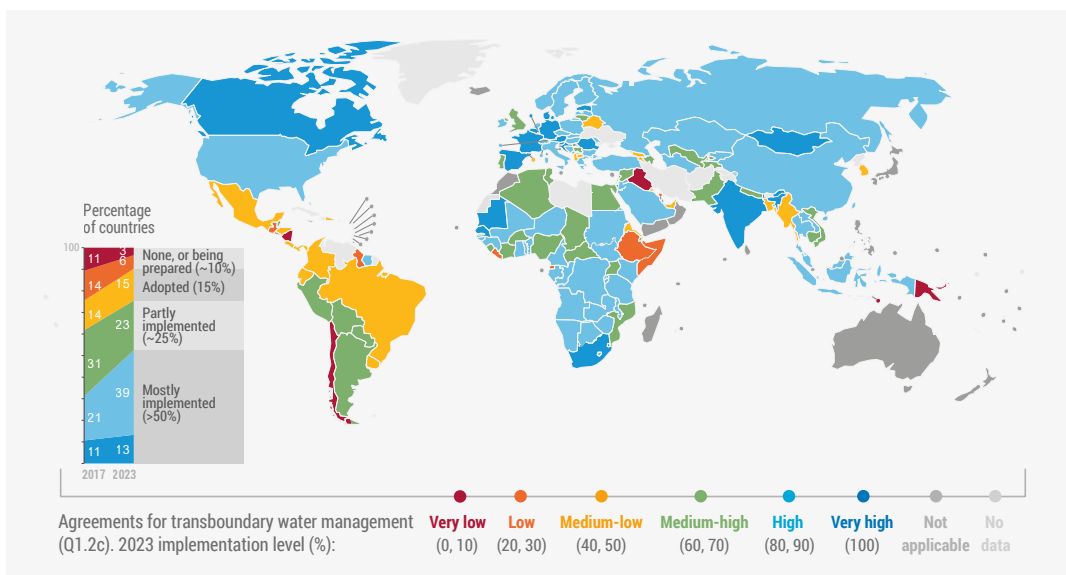 Percentage
of countries
100
11
3
6
None, or being
prepared (~10%)
14
15
Adopted (15%)
14
23
Partly
implemented
(~25%)
31
39
Mostly
implemented
(>50%)
21
11
13
2017 2023
Agreements for transboundary water management
(Q1.2c). 2023 implementation level (%):
Very low
(0, 10)
Low
(20, 30)
Medium-low
(40, 50)
Medium-high
(60, 70)
High
(80, 90)
Very high
(100)
Not
applicable
No
data